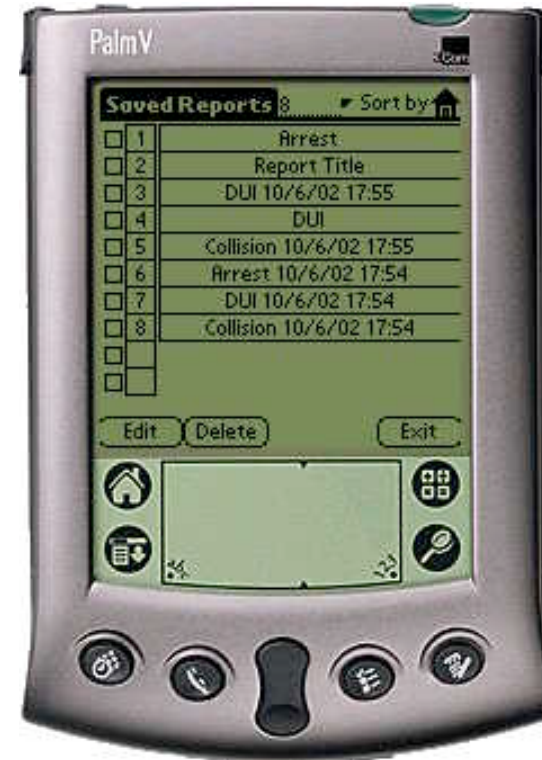 PalmV
3Com
Saved Reports 8 Sort by
1 Arrest
2 Report Title
3 DUI 10/6/02 17:55
4 DUI
5 Collision 10/6/02 17:55
6 Arrest 10/6/02 17:54
7 DUI 10/6/02 17:54
8 Collision 10/6/02 17:54
Edit Delete Exit